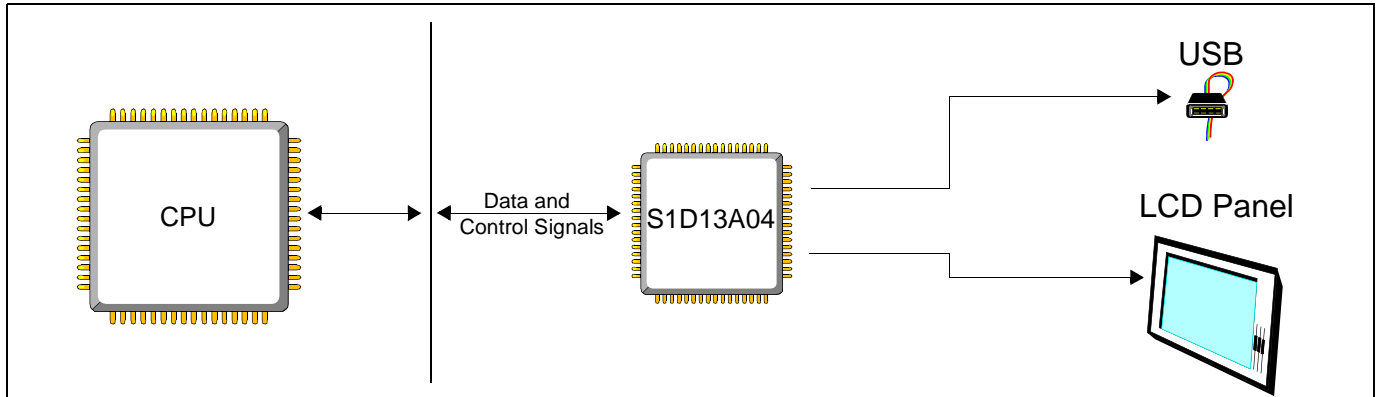 USB
LCD Panel
CPU
Data and
Control Signals
S1D13A04